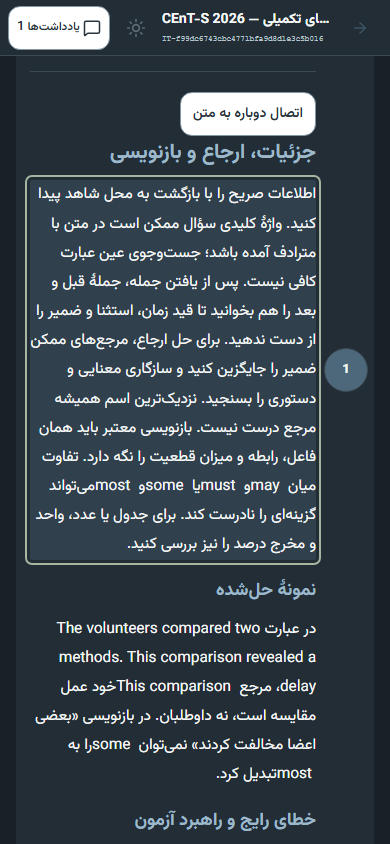 CEnT-S 2026 — ای تکمیلی...
IT-f99dc6743cbc4771bfa9d8d1e3c5b016
یادداشت‌ها 1
اتصال دوباره به متن
جزئیات، ارجاع و بازنویسی
اطلاعات صریح را با بازگشت به محل شاهد پیدا
کنید. واژهٔ کلیدی سؤال ممکن است در متن با
مترادف آمده باشد؛ جست‌وجوی عین عبارت
کافی نیست. پس از یافتن جمله، جملهٔ قبل و
بعد را هم بخوانید تا قید زمان، استثنا و ضمیر را
از دست ندهید. برای حل ارجاع، مرجع‌های ممکن
ضمیر را جایگزین کنید و سازگاری معنایی و
دستوری را بسنجید. نزدیک‌ترین اسم همیشه
مرجع درست نیست. بازنویسی معتبر باید همان
فاعل، رابطه و میزان قطعیت را نگه دارد. تفاوت
میان may و must یا some و most می‌تواند
گزینه‌ای را نادرست کند. برای جدول یا عدد، واحد
و مخرج درصد را نیز بررسی کنید.
1
نمونهٔ حل‌شده
در عبارت The volunteers compared two
methods. This comparison revealed a
delay، مرجع This comparison خود عمل
مقایسه است، نه داوطلبان. در بازنویسی «بعضی
اعضا مخالفت کردند» نمی‌توان some را به
most تبدیل کرد.
خطای رایج و راهبرد آزمون